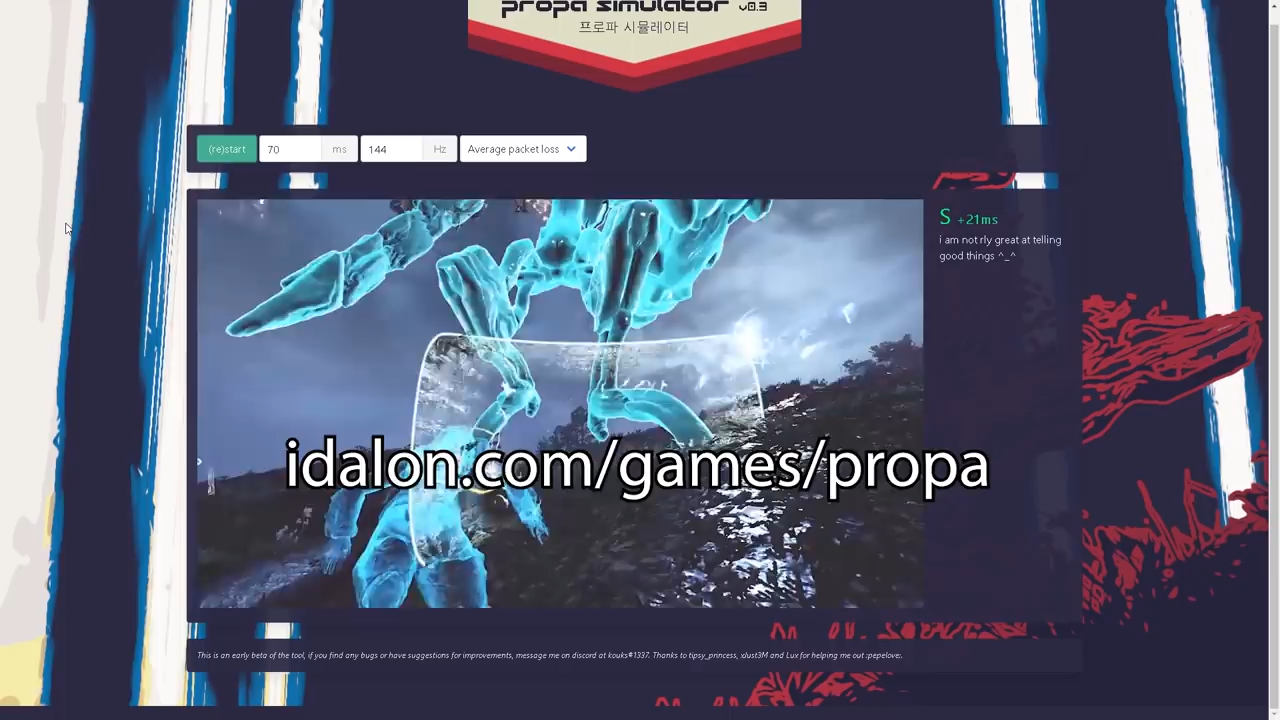 propa simulator v0.3
프로파 시뮬레이터
(re)start
70 ms
144 Hz
Average packet loss
S +21ms
i am not rly great at telling
good things ^_^
idalon.com/games/propa
This is an early beta of the tool, if you find any bugs or have suggestions for improvements, message me on discord at kouks#1337. Thanks to tipsy_princess, xlust3M and Lux for helping me out :pepelove:.